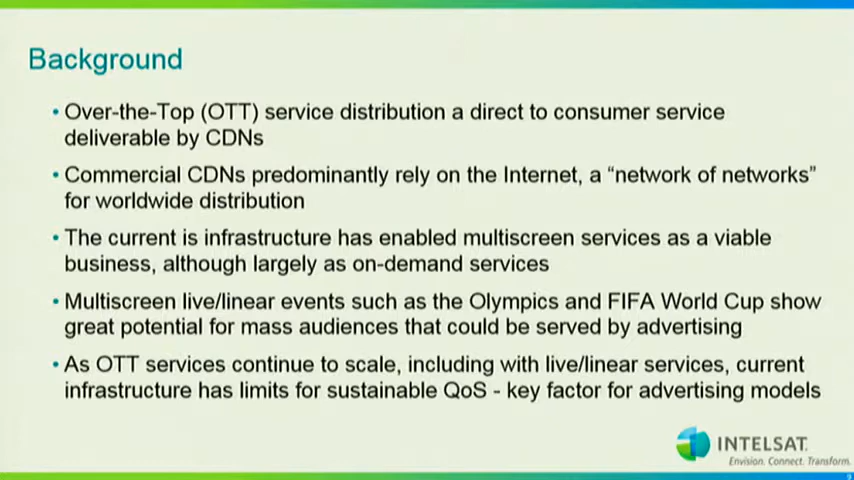 Background
• Over-the-Top (OTT) service distribution a direct to consumer service
deliverable by CDNs
• Commercial CDNs predominantly rely on the Internet, a “network of networks”
for worldwide distribution
• The current is infrastructure has enabled multiscreen services as a viable
business, although largely as on-demand services
• Multiscreen live/linear events such as the Olympics and FIFA World Cup show
great potential for mass audiences that could be served by advertising
• As OTT services continue to scale, including with live/linear services, current
infrastructure has limits for sustainable QoS - key factor for advertising models
INTELSAT
Envision. Connect. Transform.